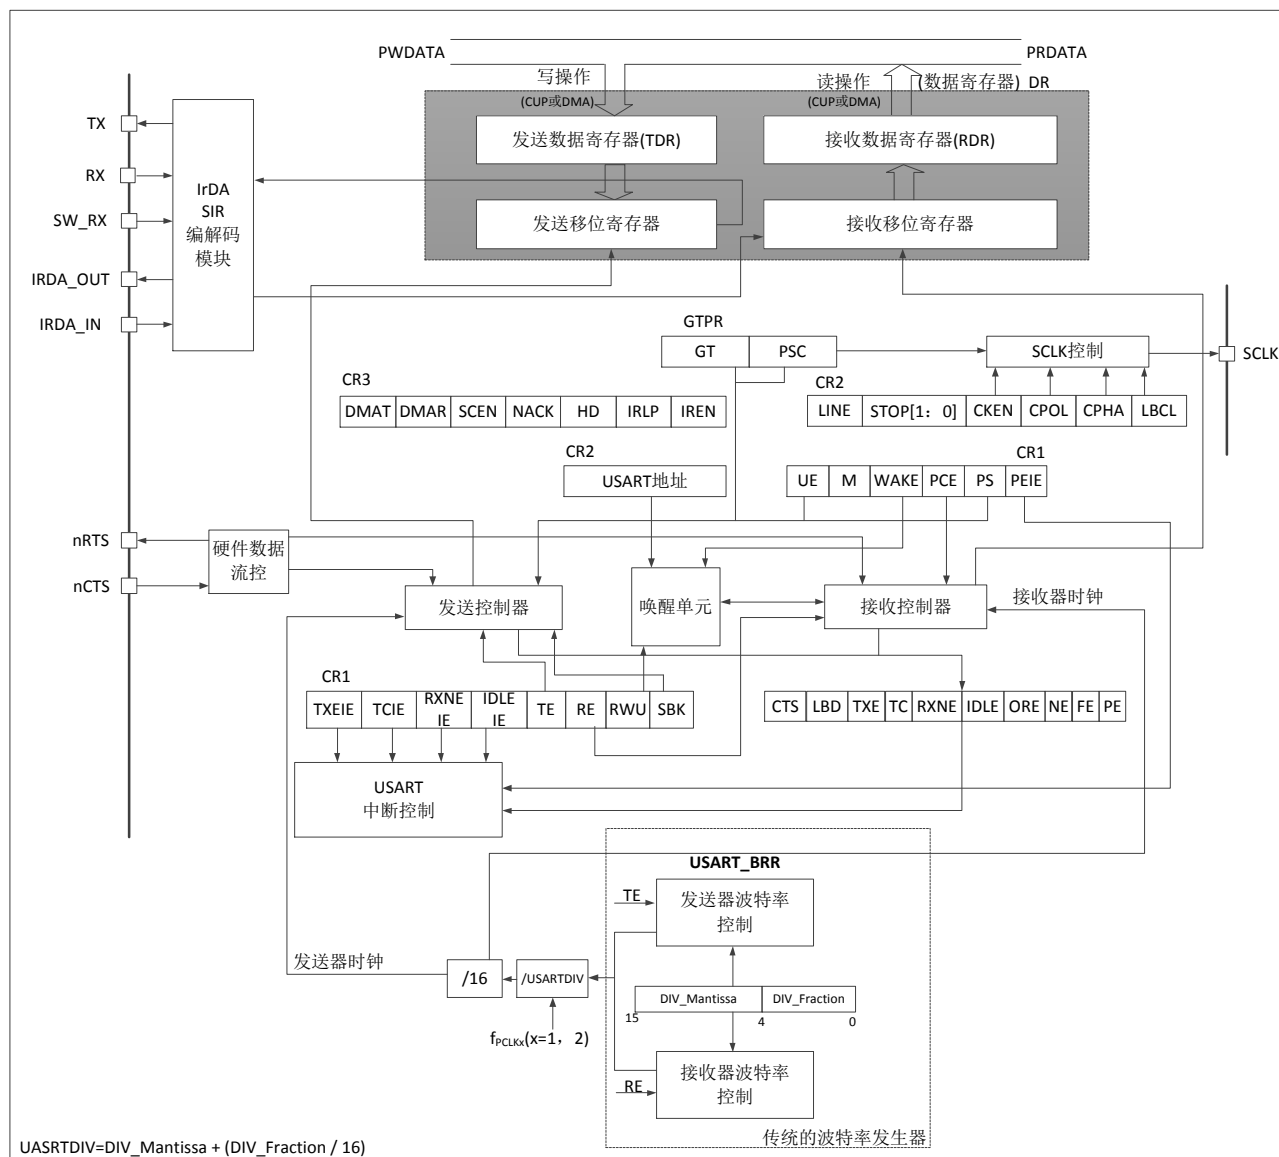 PWDATA
PRDATA
写操作
读操作
(数据寄存器) DR
(CUP或DMA)
(CUP或DMA)
TX
发送数据寄存器(TDR)
接收数据寄存器(RDR)
RX
IrDA
SIR
编解码
模块
SW_RX
发送移位寄存器
接收移位寄存器
IRDA_OUT
IRDA_IN
GTPR
GT
PSC
SCLK控制
SCLK
CR3
CR2
DMAT
DMAR
SCEN
NACK
HD
IRLP
IREN
LINE
STOP[1：0]
CKEN
CPOL
CPHA
LBCL
CR2
CR1
USART地址
UE
M
WAKE
PCE
PS
PEIE
nRTS
硬件数据
流控
nCTS
发送控制器
唤醒单元
接收控制器
接收器时钟
CR1
TXEIE
TCIE
RXNE
IE
IDLE
IE
TE
RE
RWU
SBK
CTS
LBD
TXE
TC
RXNE
IDLE
ORE
NE
FE
PE
USART
中断控制
USART_BRR
TE
发送器波特率
控制
发送器时钟
/16
/USARTDIV
DIV_Mantissa
DIV_Fraction
15
4
0
fPCLKx(x=1，2)
接收器波特率
控制
RE
传统的波特率发生器
UASRTDIV=DIV_Mantissa + (DIV_Fraction / 16)